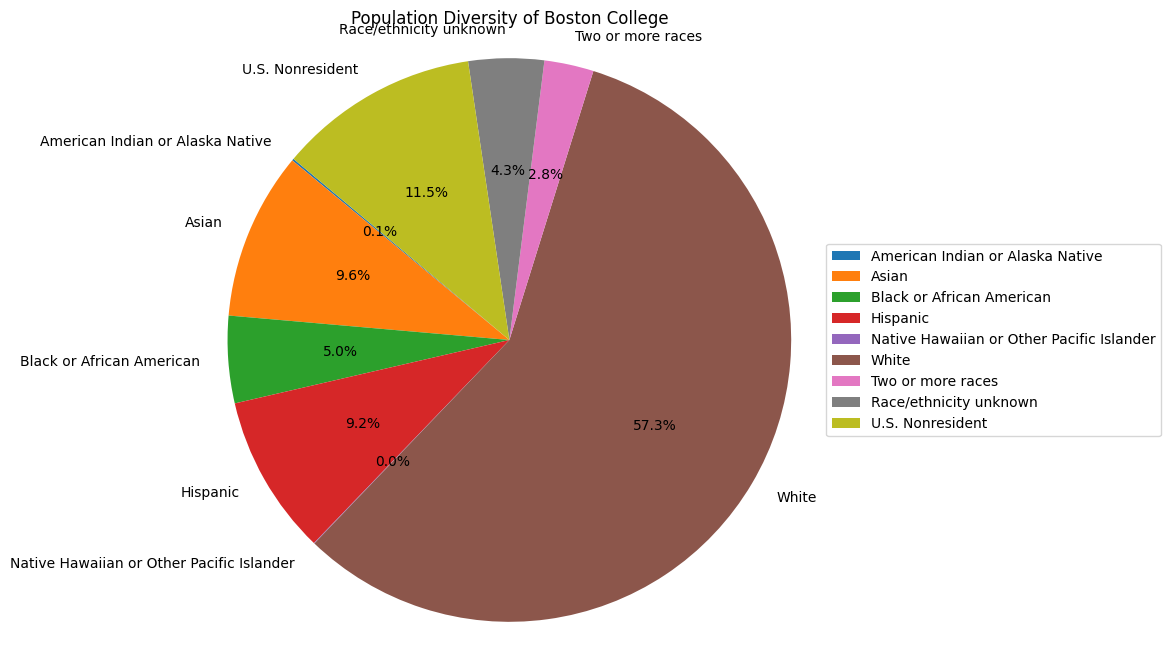 Population Diversity of Boston College
Race/ethnicity unknown
Two or more races
U.S. Nonresident
American Indian or Alaska Native
Asian
Black or African American
Hispanic
Native Hawaiian or Other Pacific Islander
White
4.3%
2.8%
11.5%
0.1%
9.6%
5.0%
9.2%
0.0%
57.3%
American Indian or Alaska Native
Asian
Black or African American
Hispanic
Native Hawaiian or Other Pacific Islander
White
Two or more races
Race/ethnicity unknown
U.S. Nonresident